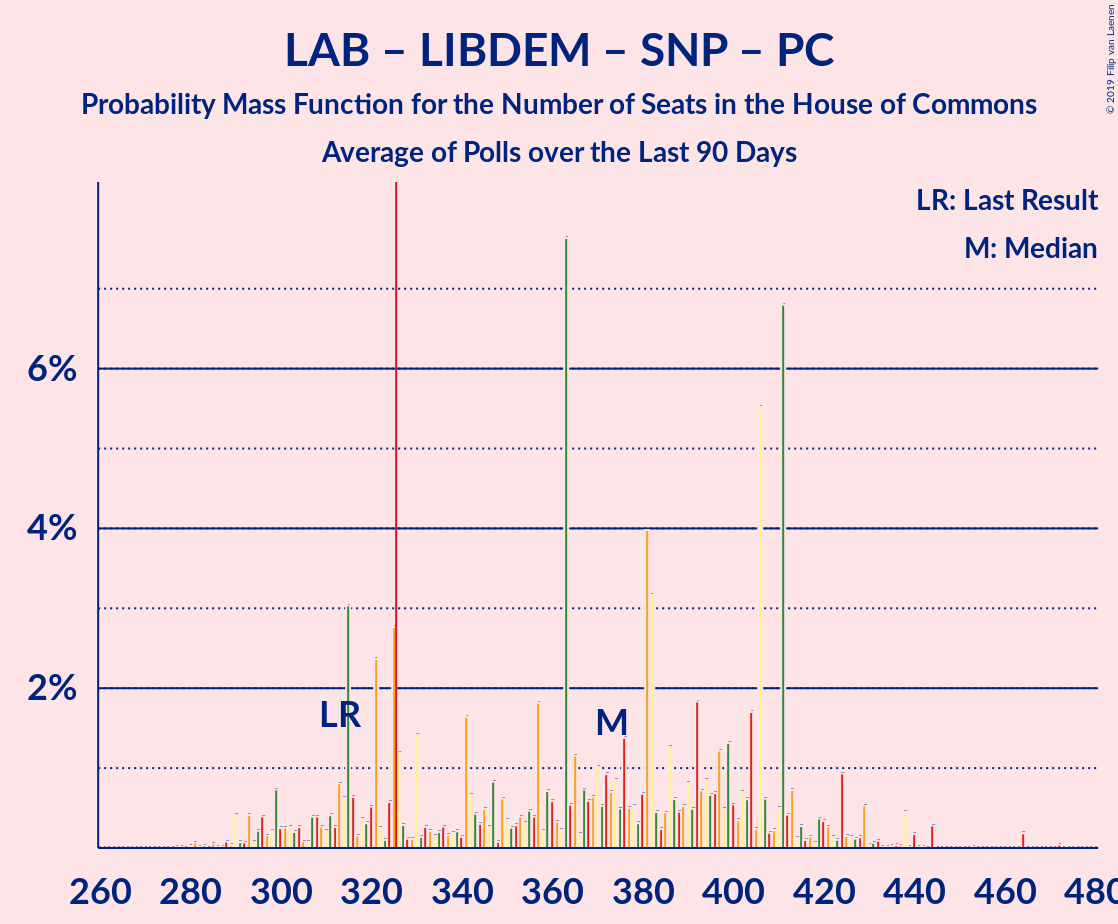 LAB – LIBDEM – SNP – PC
Probability Mass Function for the Number of Seats in the House of Commons
Average of Polls over the Last 90 Days
© 2019 Filip van Laenen
LR: Last Result
M: Median
6%
4%
2%
LR
M
260 280 300 320 340 360 380 400 420 440 460 480